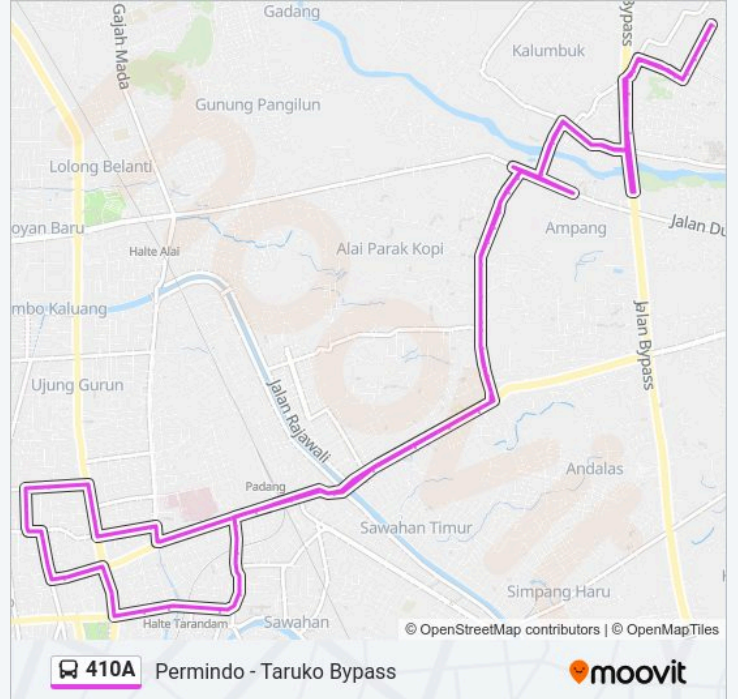 Gadang
Gajah Mada
Bypass
Kalumbuk
Gunung Pangilun
Lolong Belanti
oyan Baru
Halte Alai
Alai Parak Kopi
Ampang
Jalan Du
mbo Kaluang
Jalan Bypass
Ujung Gurun
Jalan Rajawali
Andalas
Padang
Sawahan Timur
Simpang Haru
Halte Tarandam
Sawahan
© OpenStreetMap contributors | © OpenMapTiles
410A Permindo - Taruko Bypass
moovit